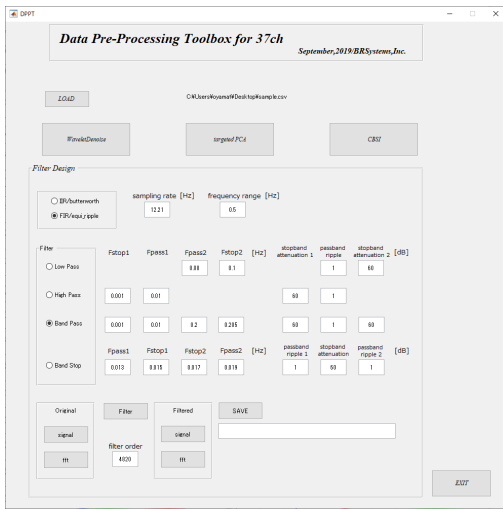 DPPT
Data Pre-Processing Toolbox for 37ch
September,2019/BRSystems,Inc.
LOAD
C:¥Users¥oyama¥Desktop¥sample.csv
WaveletDenoise targeted PCA CBSI
Filter Design
IIR/butterworth
FIR/equi,ripple
sampling rate [Hz] frequency range [Hz]
12.21 0.5
Filter
Fstop1 Fpass1 Fpass2 Fstop2 [Hz] stopband attenuation 1 passband ripple stopband attenuation 2 [dB]
Low Pass 0.08 0.1 1 60
High Pass 0.001 0.01 60 1
Band Pass 0.001 0.01 0.2 0.205 60 1 60
Fpass1 Fstop1 Fstop2 Fpass2 [Hz] passband ripple 1 stopband attenuation passband ripple 2 [dB]
Band Stop 0.013 0.015 0.017 0.019 1 60 1
Original Filter Filtered SAVE
signal signal
filter order
fft 4820 fft
EXIT